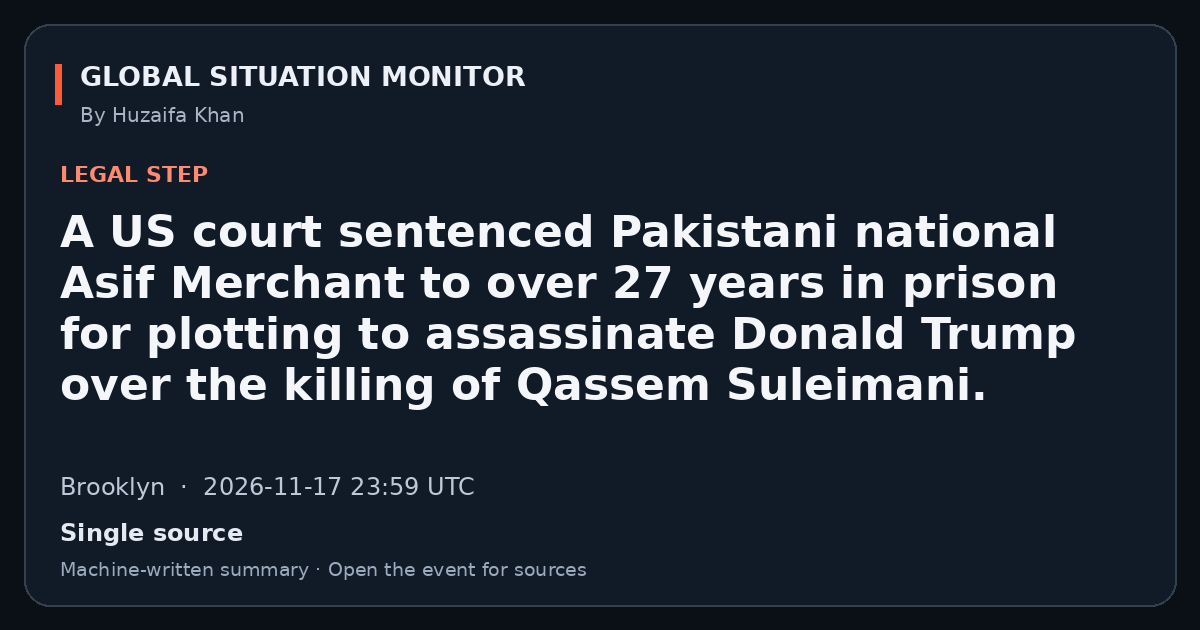 GLOBAL SITUATION MONITOR
By Huzaifa Khan
LEGAL STEP
A US court sentenced Pakistani national
Asif Merchant to over 27 years in prison
for plotting to assassinate Donald Trump
over the killing of Qassem Suleimani.
Brooklyn · 2026-11-17 23:59 UTC
Single source
Machine-written summary · Open the event for sources